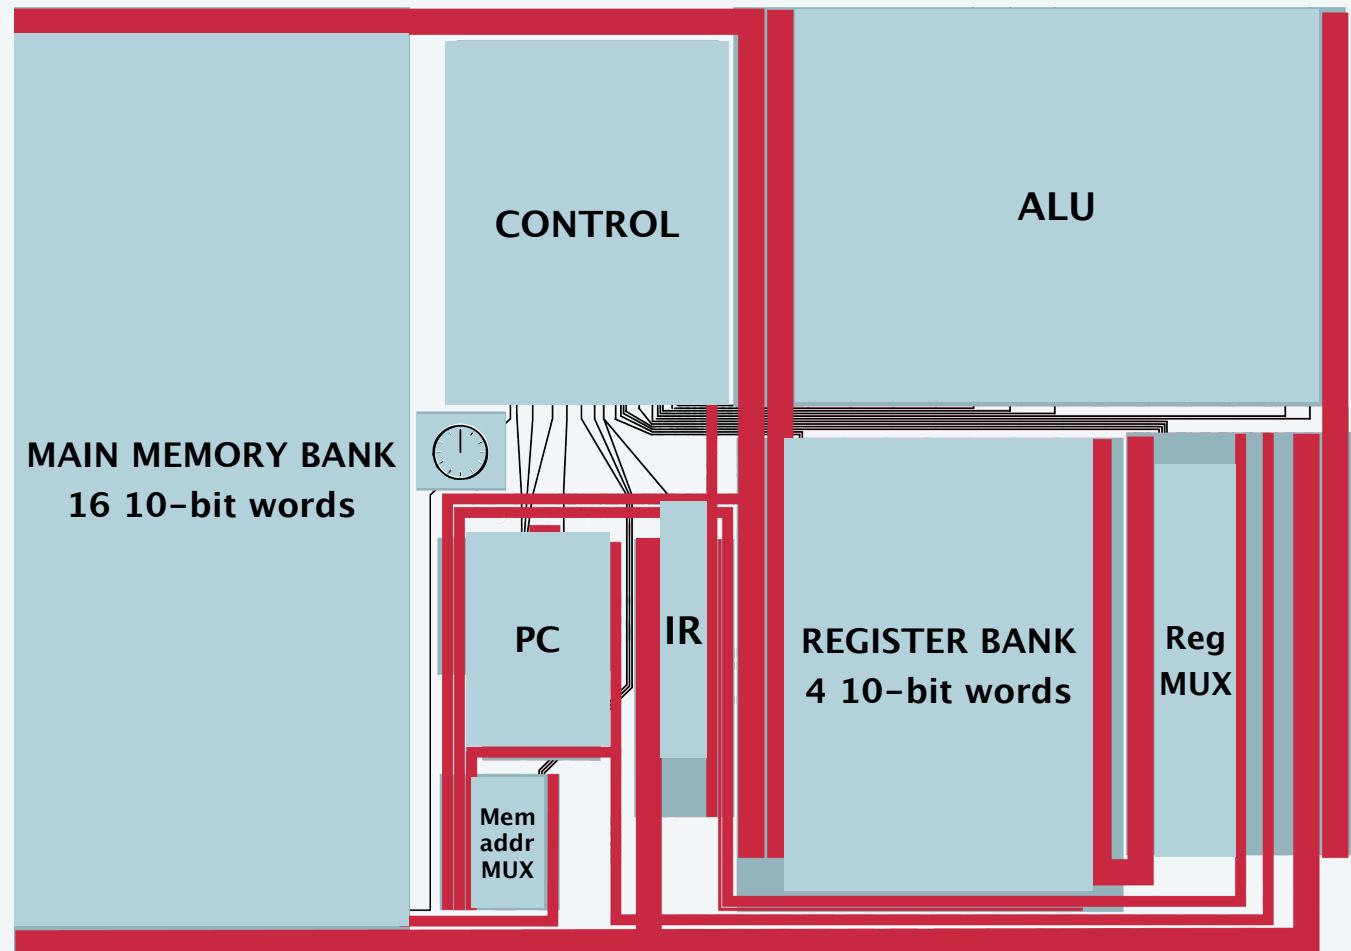 CONTROL
ALU
MAIN MEMORY BANK
16 10-bit words
PC
IR
REGISTER BANK
4 10-bit words
Reg
MUX
Mem
addr
MUX